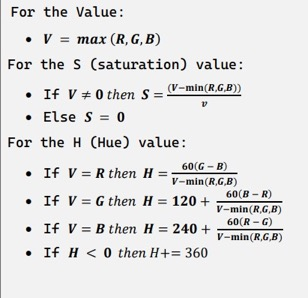 For the Value:
• V = max (R,G,B)
For the S (saturation) value:
• If V ≠ 0 then S = (V−min(R,G,B)) / v
• Else S = 0
For the H (Hue) value:
• If V = R then H = 60(G − B) / V−min(R,G,B)
• If V = G then H = 120 + 60(B − R) / V−min(R,G,B)
• If V = B then H = 240 + 60(R − G) / V−min(R,G,B)
• If H < 0 then H+= 360